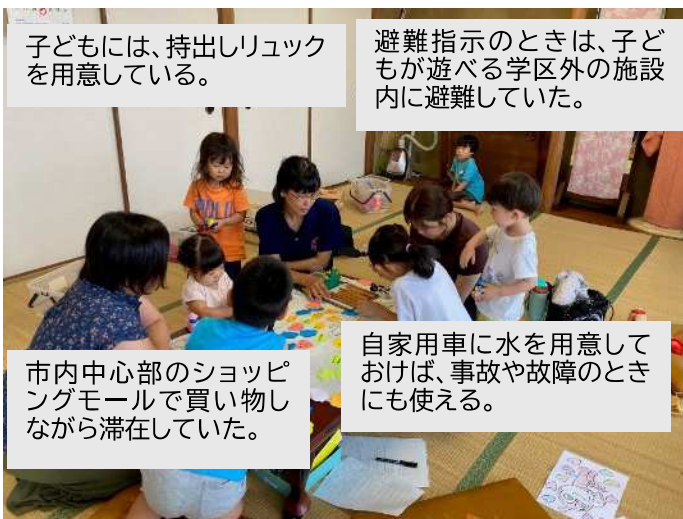 子どもには、持出しリュック
を用意している。
避難指示のときは、子ど
もが遊べる学区外の施設
内に避難していた。
市内中心部のショッピ
ングモールで買い物し
ながら滞在していた。
自家用車に水を用意して
おけば、事故や故障のとき
にも使える。